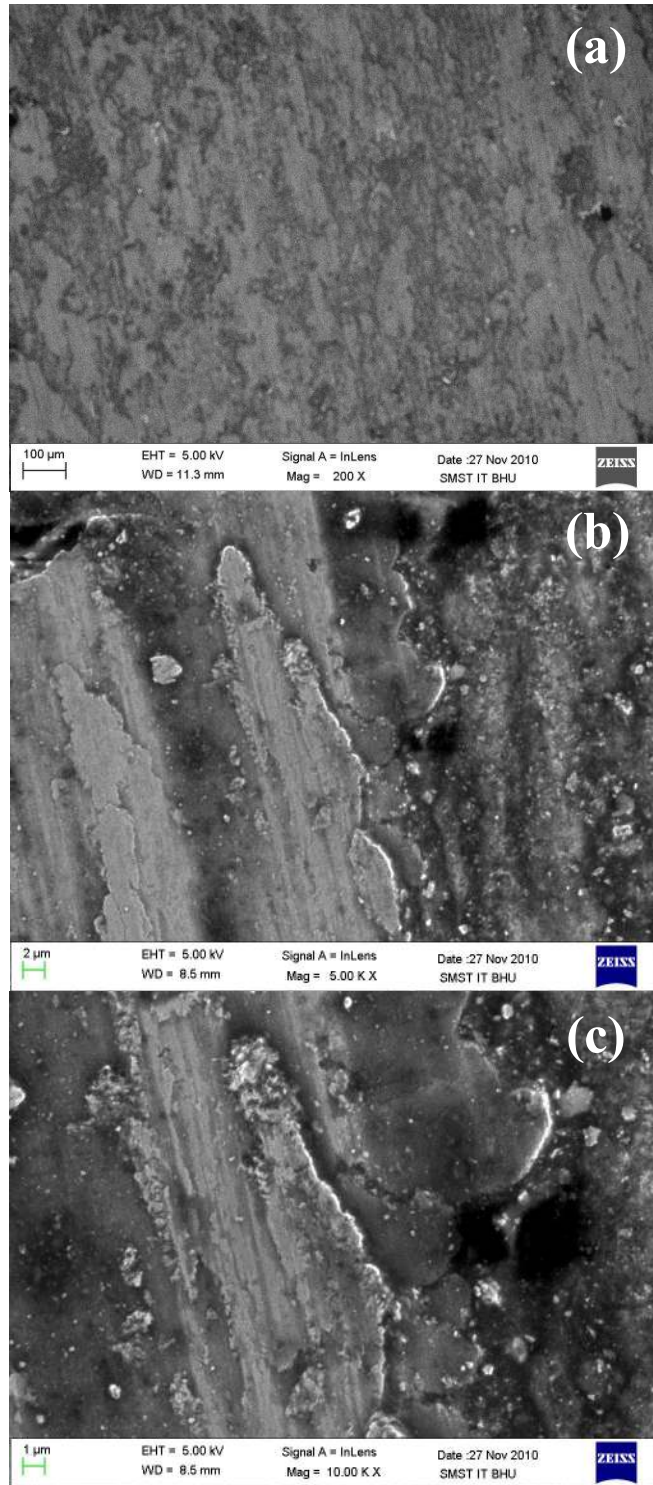 (a)
100 µm
EHT = 5.00 kV Signal A = InLens Date :27 Nov 2010 ZEISS
WD = 11.3 mm Mag = 200 X SMST IT BHU
(b)
2 µm
EHT = 5.00 kV Signal A = InLens Date :27 Nov 2010 ZEISS
WD = 8.5 mm Mag = 5.00 K X SMST IT BHU
(c)
1 µm
EHT = 5.00 kV Signal A = InLens Date :27 Nov 2010 ZEISS
WD = 8.5 mm Mag = 10.00 K X SMST IT BHU